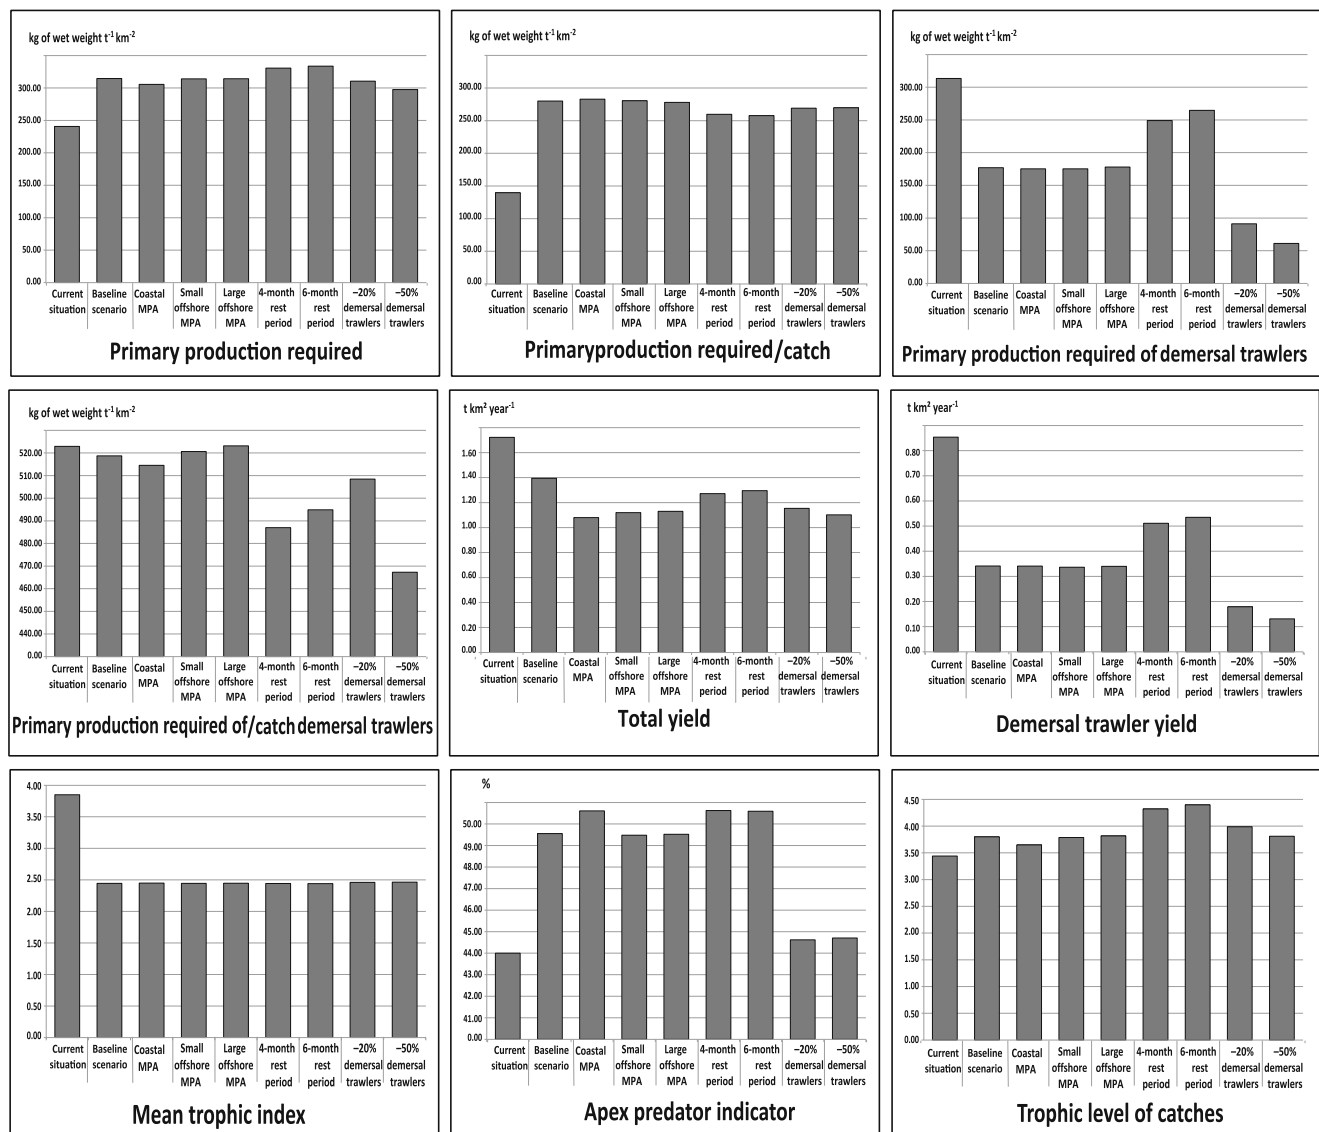 kg of wet weight t-1 km-2
300.00
250.00
200.00
150.00
100.00
50.00
0.00
Current Baseline Coastal Small Large 4-month 6-month –20% –50%
situation scenario MPA offshore offshore rest rest demersal demersal
MPA MPA period period trawlers trawlers
Primary production required
kg of wet weight t-1 km-2
300.00
250.00
200.00
150.00
100.00
50.00
0.00
Current Baseline Coastal Small Large 4-month 6-month –20% –50%
situation scenario MPA offshore offshore rest rest demersal demersal
MPA MPA period period trawlers trawlers
Primaryproduction required/catch
kg of wet weight t-1 km-2
300.00
250.00
200.00
150.00
100.00
50.00
0.00
Current Baseline Coastal Small Large 4-month 6-month –20% –50%
situation scenario MPA offshore offshore rest rest demersal demersal
MPA MPA period period trawlers trawlers
Primary production required of demersal trawlers
kg of wet weight t-1 km-2
520.00
510.00
500.00
490.00
480.00
460.00
450.00
440.00
0.00
Current Baseline Coastal Small Large 4-month 6-month –20% –50%
situation scenario MPA offshore offshore rest rest demersal demersal
MPA MPA period period trawlers trawlers
Primary production required of/catch demersal trawlers
t km2 year-1
1.60
1.40
1.20
1.00
0.80
0.60
0.40
0.20
0.00
Current Baseline Coastal Small Large 4-month 6-month –20% –50%
situation scenario MPA offshore offshore rest rest demersal demersal
MPA MPA period period trawlers trawlers
Total yield
t km2 year-1
0.80
0.70
0.60
0.50
0.40
0.30
0.20
0.10
0.00
Current Baseline Coastal Small Large 4-month 6-month –20% –50%
situation scenario MPA offshore offshore rest rest demersal demersal
MPA MPA period period trawlers trawlers
Demersal trawler yield
4.00
3.50
3.00
2.50
2.00
1.50
1.00
0.50
0.00
Current Baseline Coastal Small Large 4-month 6-month –20% –50%
situation scenario MPA offshore offshore rest rest demersal demersal
MPA MPA period period trawlers trawlers
Mean trophic index
%
50.00
49.00
48.00
46.00
47.00
45.00
44.00
43.00
42.00
41.00
0.00
Current Baseline Coastal Small Large 4-month 6-month –20% –50%
situation scenario MPA offshore offshore rest rest demersal demersal
MPA MPA period period trawlers trawlers
Apex predator indicator
4.50
4.00
3.50
3.00
2.50
2.00
1.50
1.00
0.50
0.00
Current Baseline Coastal Small Large 4-month 6-month –20% –50%
situation scenario MPA offshore offshore rest rest demersal demersal
MPA MPA period period trawlers trawlers
Trophic level of catches